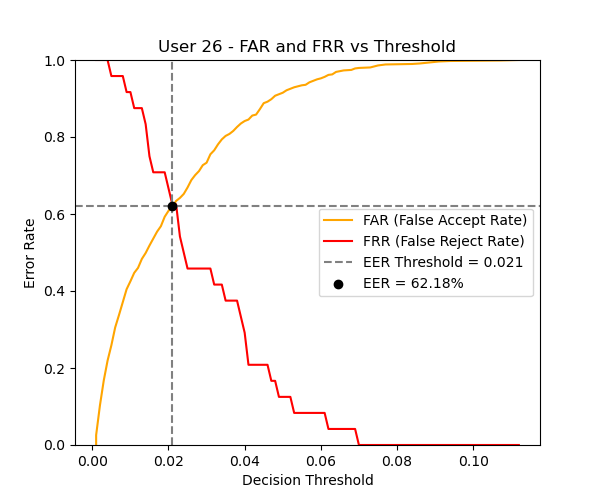 User 26 - FAR and FRR vs Threshold
1.0
0.8
0.6
0.4
0.2
0.0
Error Rate
FAR (False Accept Rate)
FRR (False Reject Rate)
EER Threshold = 0.021
EER = 62.18%
0.00 0.02 0.04 0.06 0.08 0.10
Decision Threshold